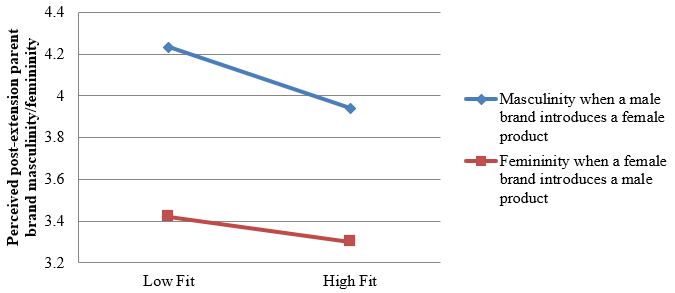 Perceived post-extension parent
brand masculinity/femininity
4.4
4.2
4
3.8
3.6
3.4
3.2
Low Fit
High Fit
Masculinity when a male
brand introduces a female
product
Femininity when a female
brand introduces a male
product